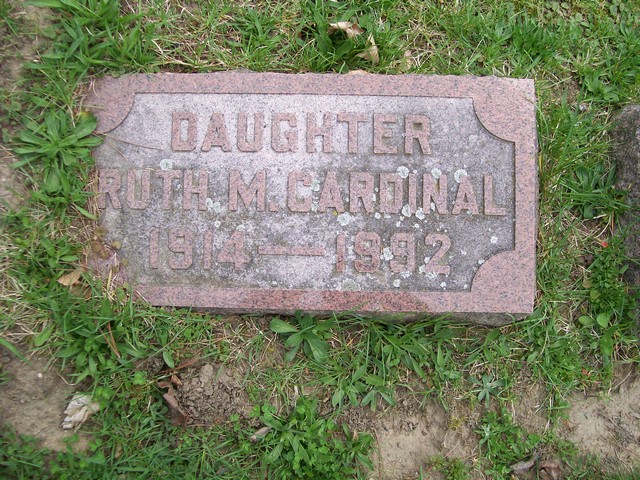 DAUGHTER
RUTH M. CARDINAL
1914 — 1992